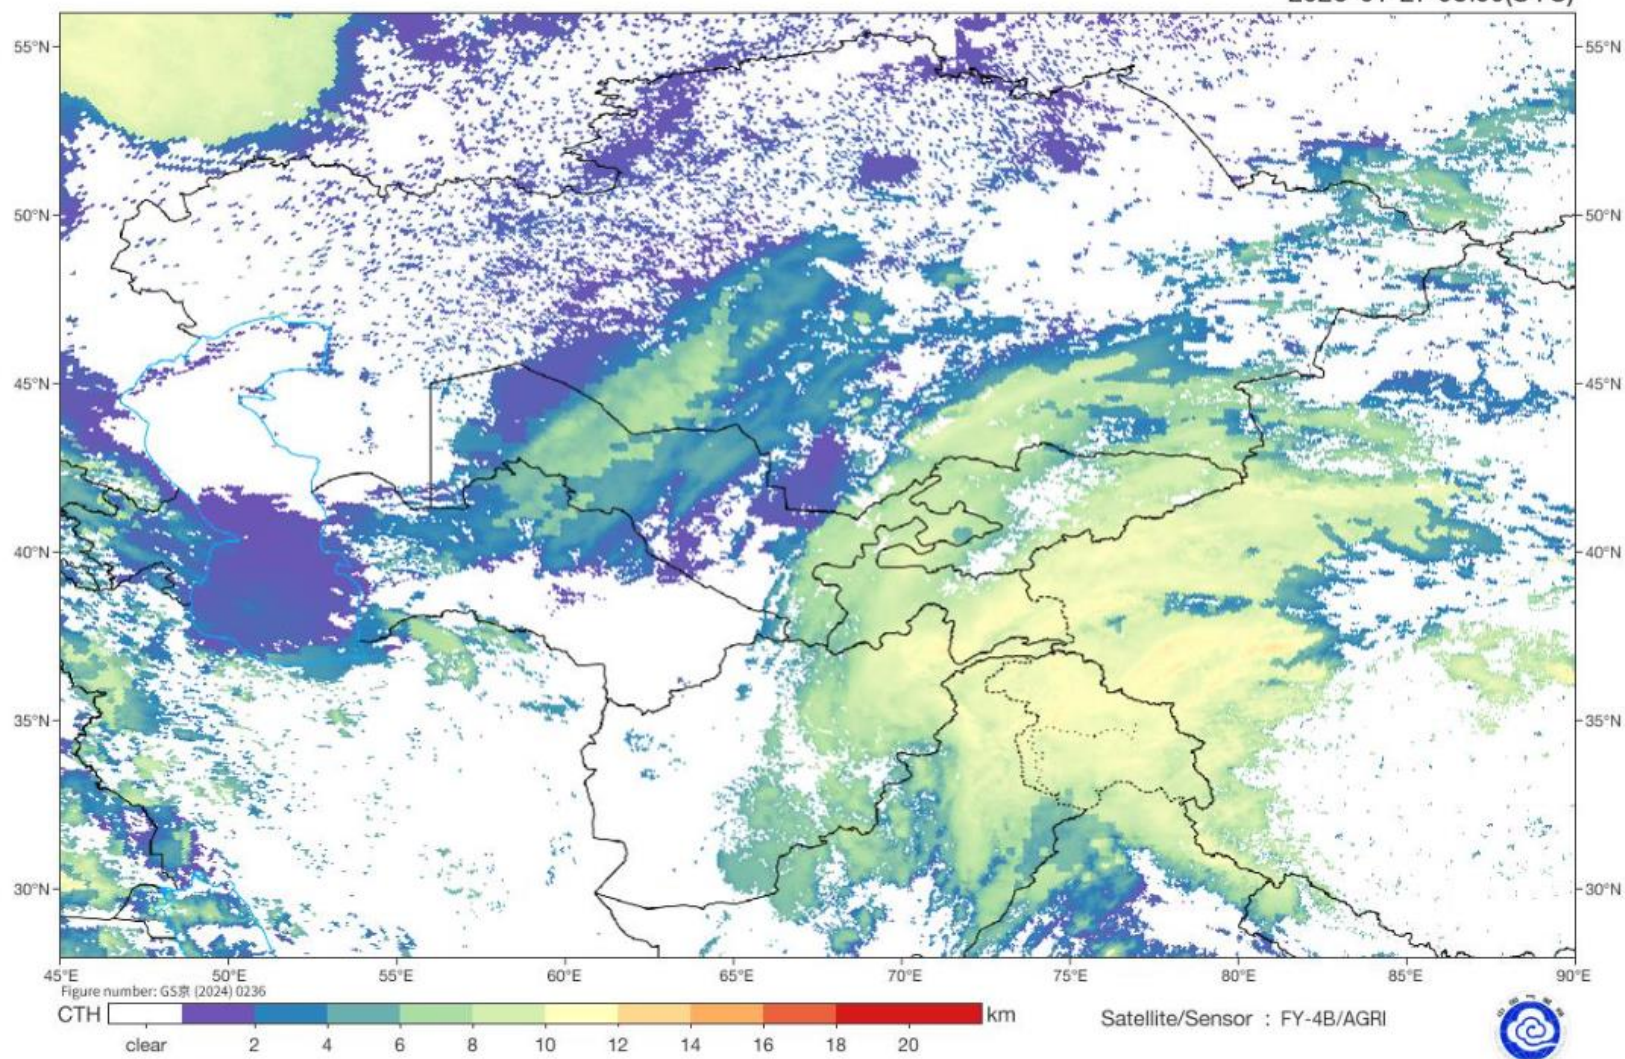 55°N
55°N
50°N
50°N
45°N
45°N
40°N
40°N
35°N
35°N
30°N
30°N
45°E 50°E 55°E 60°E 65°E 70°E 75°E 80°E 85°E 90°E
Figure number: GS京 (2024) 0236
CTH km Satellite/Sensor : FY-4B/AGRI
clear 2 4 6 8 10 12 14 16 18 20